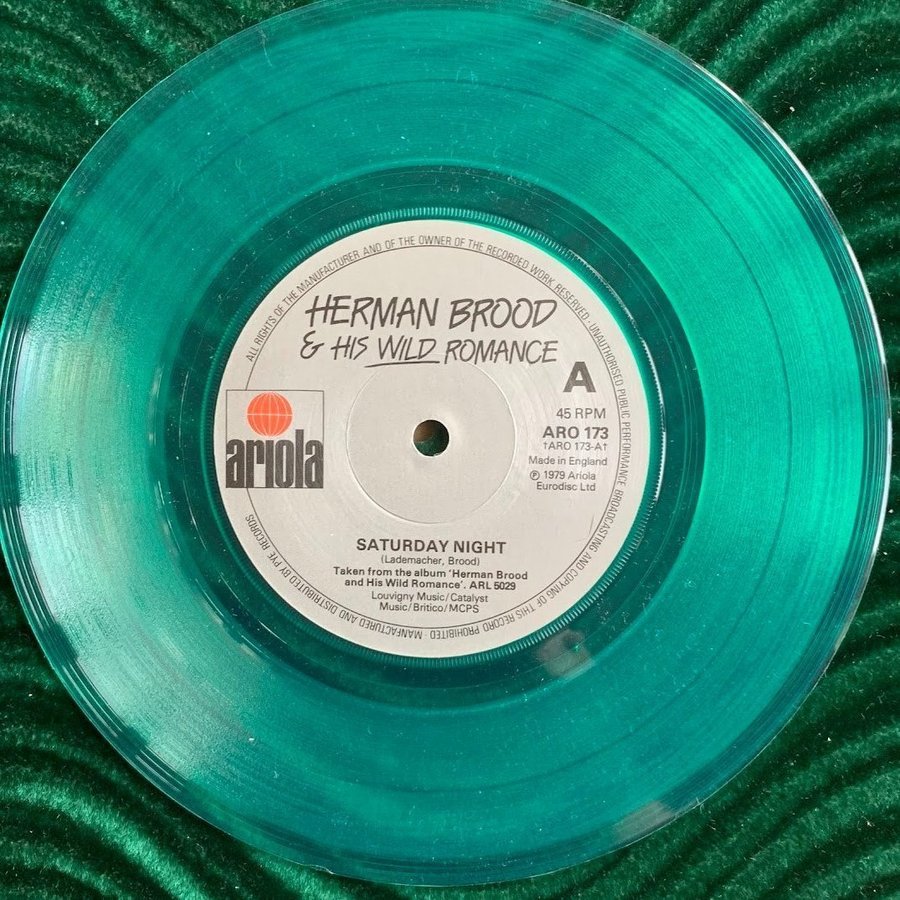 ALL RIGHTS OF THE MANUFACTURER AND OF THE OWNER OF THE RECORDED WORK RESERVED · UNAUTHORISED PUBLIC PERFORMANCE BROADCASTING AND COPYING OF THIS RECORD PROHIBITED · MANFACTURED AND DISTRIBUTED BY PYE RECORDS
HERMAN BROOD
& HIS WILD ROMANCE
A
45 RPM
ARO 173
†ARO 173-A†
Made in England
℗ 1979 Ariola
Eurodisc Ltd
ariola
SATURDAY NIGHT
(Lademacher, Brood)
Taken from the album 'Herman Brood
and His Wild Romance'. ARL 5029
Louvigny Music/Catalyst
Music/Britico/MCPS